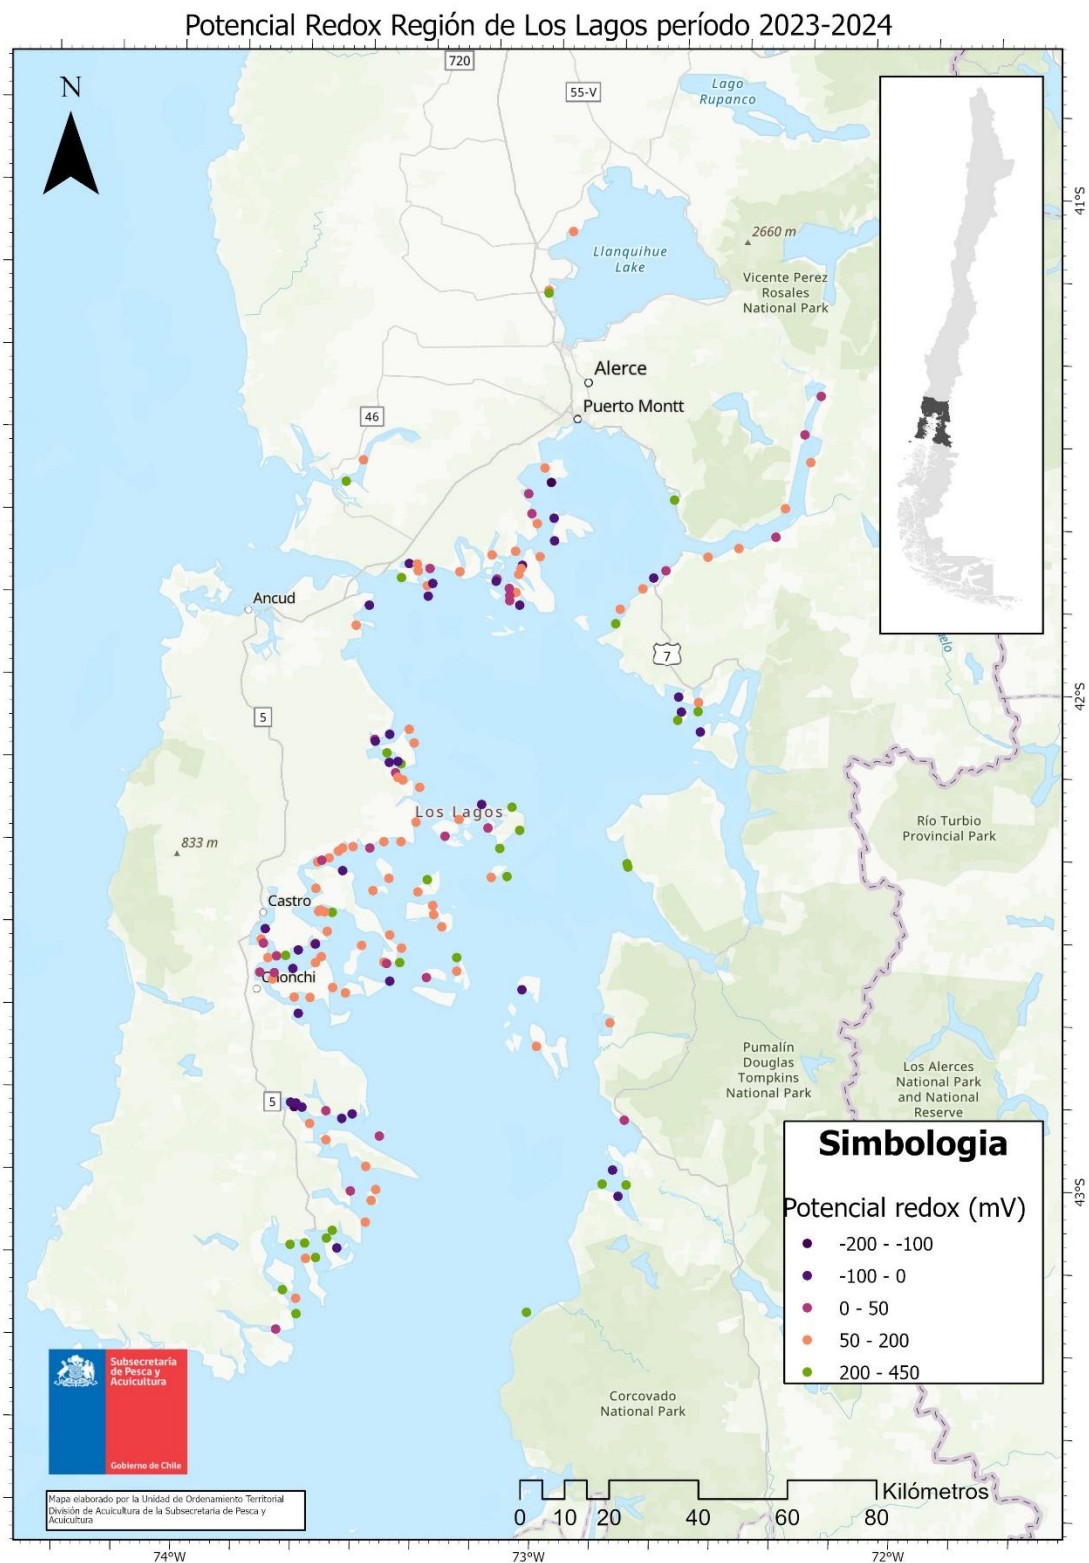 Potencial Redox Región de Los Lagos período 2023-2024
720
N
55-V
Lago
Rupanco
41°S
2660 m
Llanquihue
Lake
Vicente Perez
Rosales
National Park
Alerce
Puerto Montt
46
Ancud
7
42°S
5
Los Lagos
833 m
Río Turbio
Provincial Park
Castro
Chonchi
Pumalín
Douglas
Tompkins
National Park
Los Alerces
National Park
and National
Reserve
5
Simbologia
43°S
Potencial redox (mV)
-200 - -100
-100 - 0
0 - 50
50 - 200
200 - 450
Subsecretaría
de Pesca y
Acuicultura
Gobierno de Chile
Corcovado
National Park
Mapa elaborado por la Unidad de Ordenamiento Territorial
División de Acuicultura de la Subsecretaria de Pesca y
Acuicultura
Kilómetros
0 10 20 40 60 80
74°W 73°W 72°W